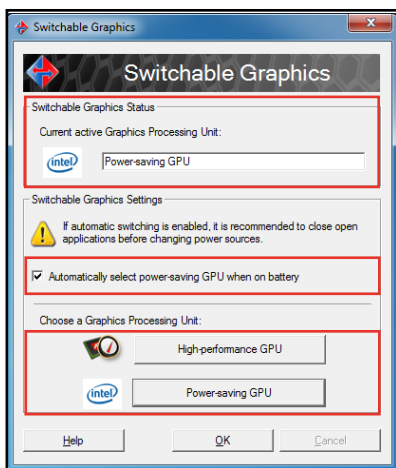 Switchable Graphics
Switchable Graphics
Switchable Graphics Status
Current active Graphics Processing Unit:
intel
Power-saving GPU
Switchable Graphics Settings
If automatic switching is enabled, it is recommended to close open
applications before changing power sources.
Automatically select power-saving GPU when on battery
Choose a Graphics Processing Unit:
High-performance GPU
intel
Power-saving GPU
Help
OK
Cancel